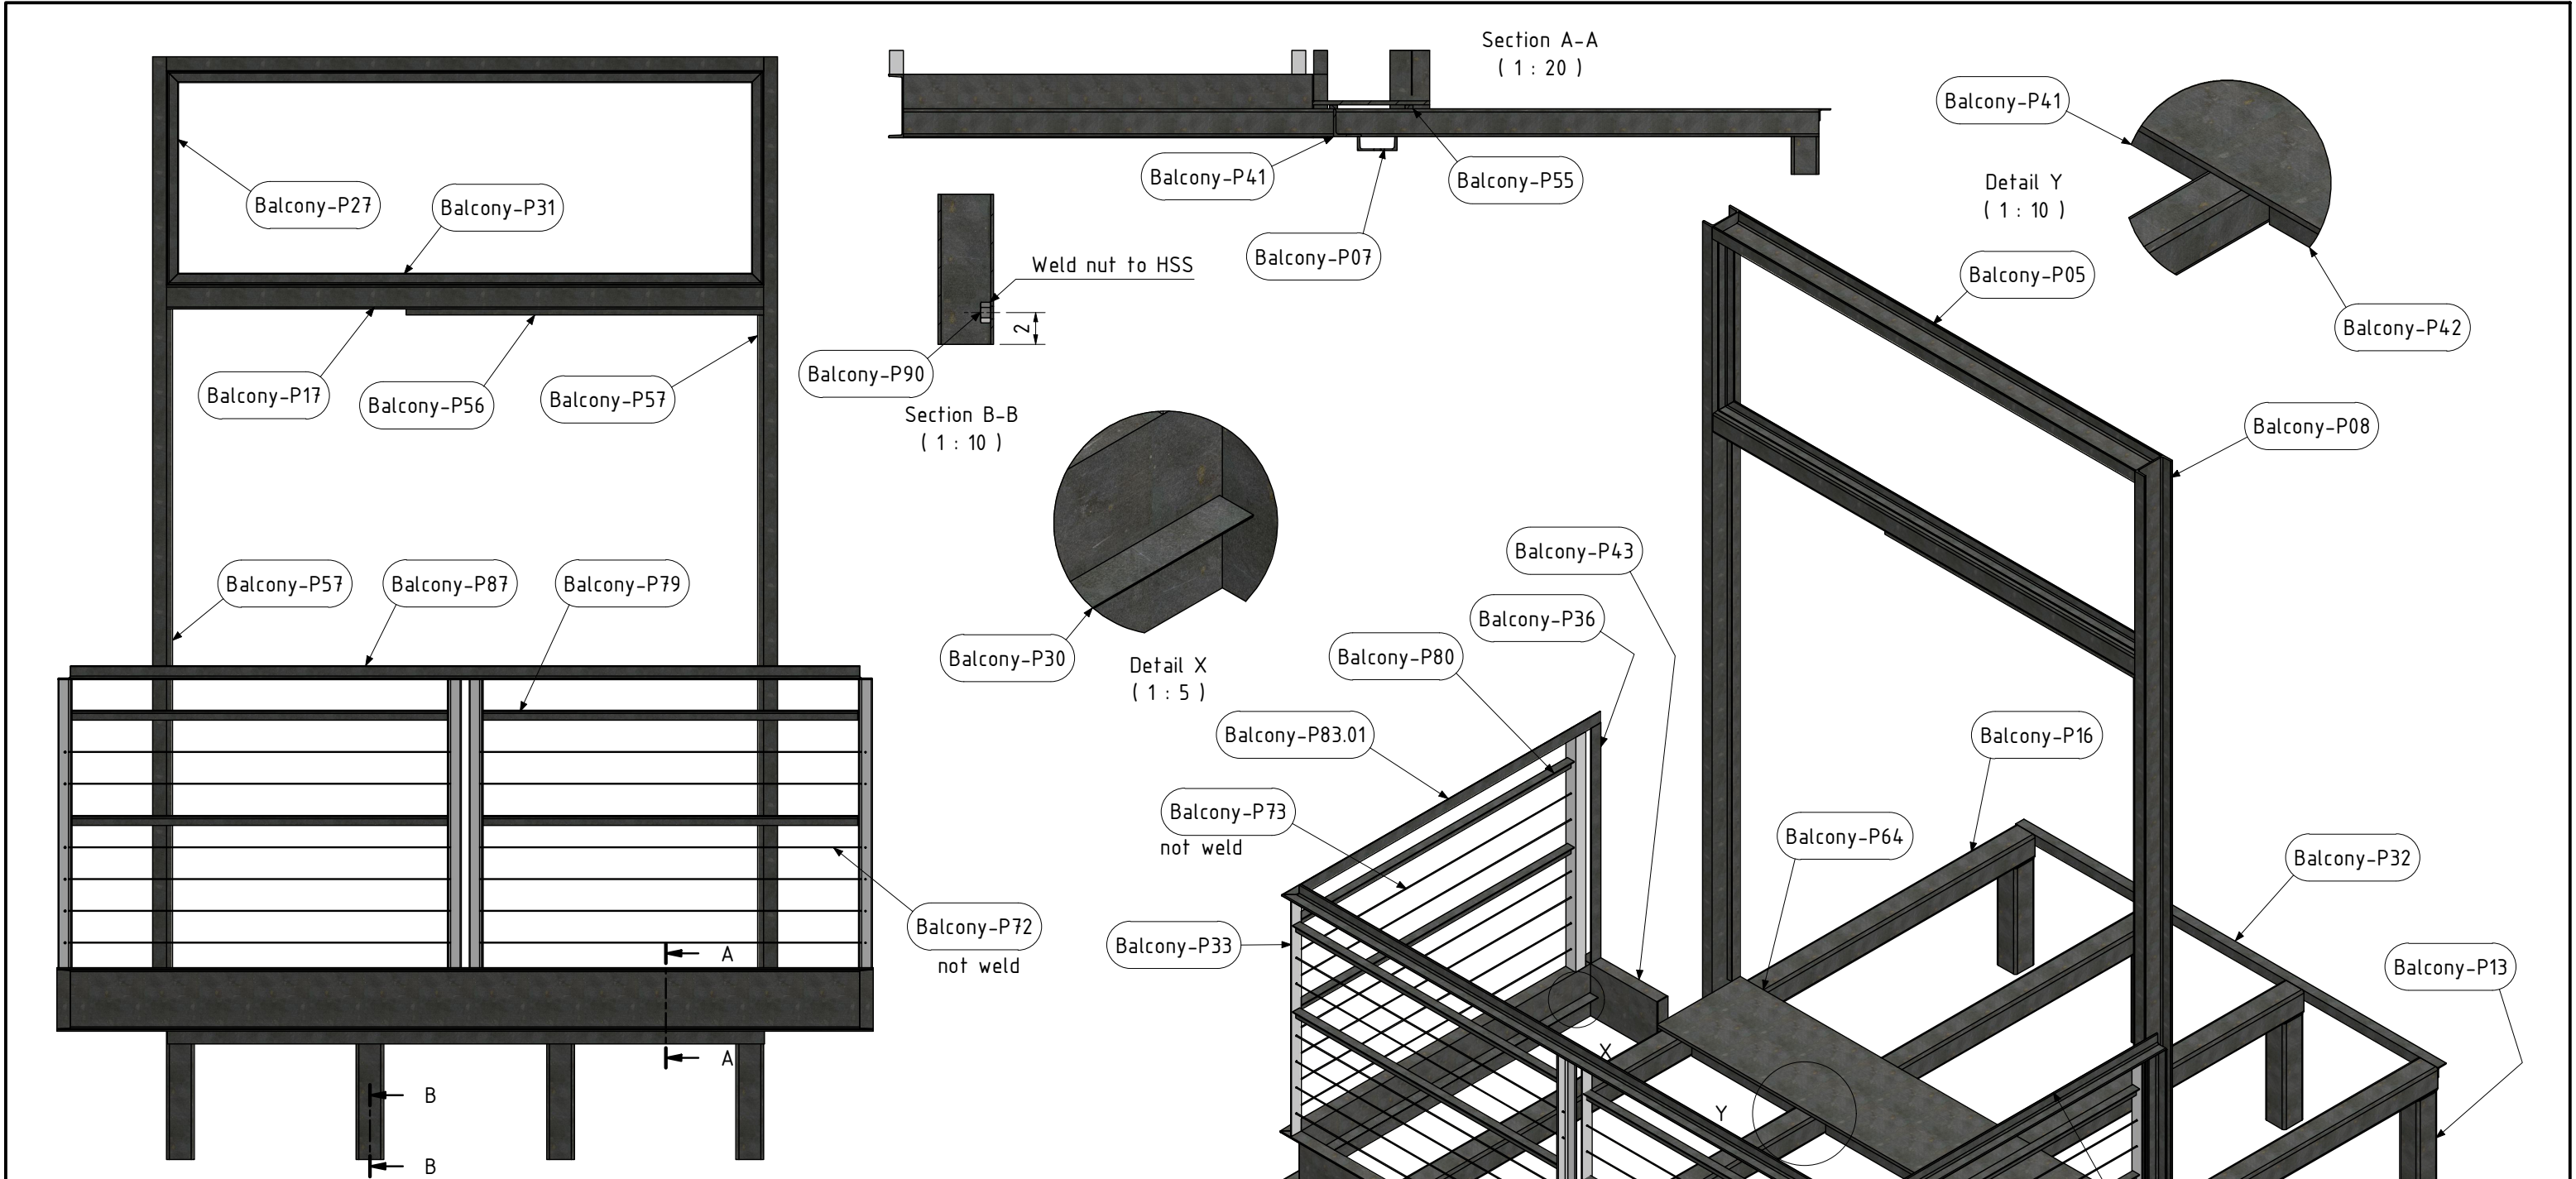 Section A-A
( 1 : 20 )
Balcony-P41
Balcony-P55
Balcony-P07
Balcony-P41
Detail Y
( 1 : 10 )
Balcony-P42
Balcony-P05
Balcony-P08
Balcony-P27
Balcony-P31
Balcony-P17
Balcony-P56
Balcony-P57
Weld nut to HSS
2
Balcony-P90
Section B-B
( 1 : 10 )
Balcony-P30
Detail X
( 1 : 5 )
Balcony-P57
Balcony-P87
Balcony-P79
Balcony-P72
not weld
A
A
B
B
Balcony-P43
Balcony-P36
Balcony-P80
Balcony-P83.01
Balcony-P73
not weld
Balcony-P33
Balcony-P16
Balcony-P64
Balcony-P32
Balcony-P13
X
Y